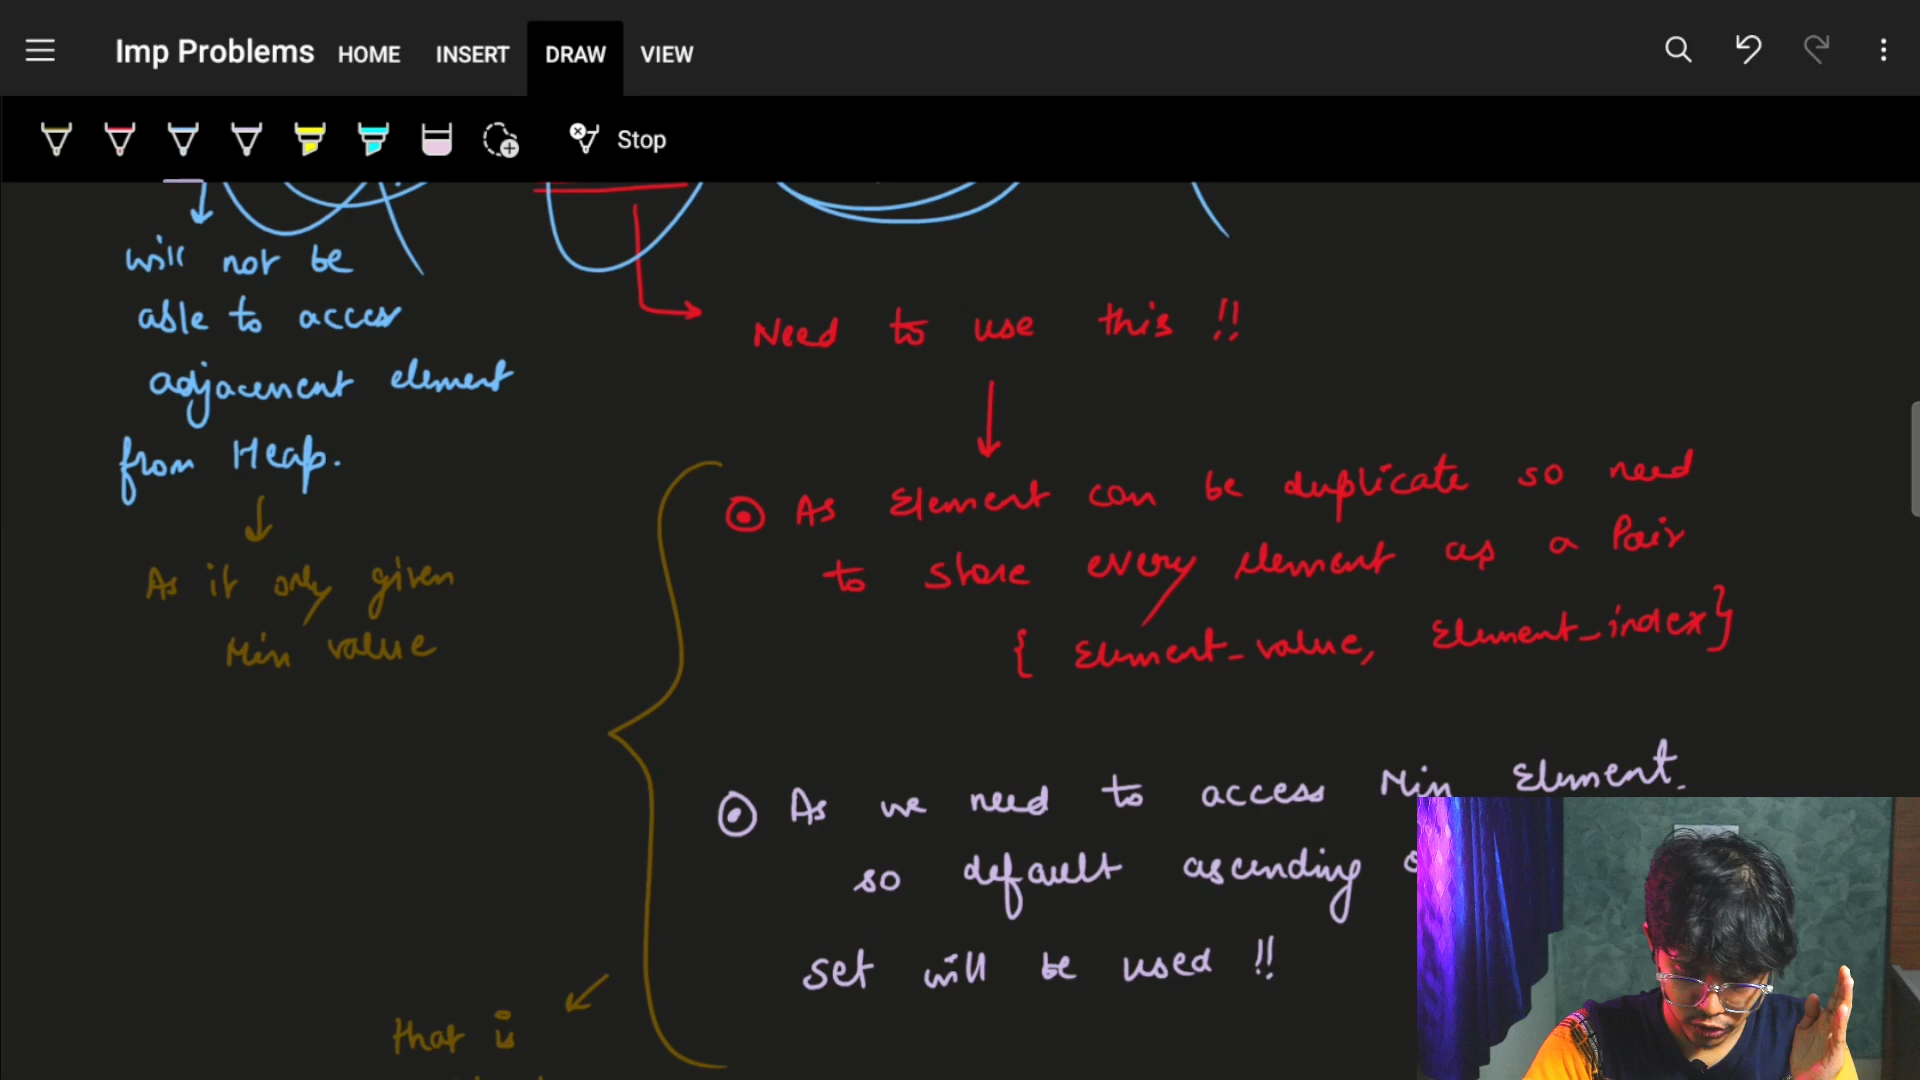 Imp Problems HOME INSERT DRAW VIEW
Stop
will not be
able to acces
adjacenent element
from Heap.
As it only given
Min value
Need to use this !!
As Element can be duplicate so need
to store every element as a Pair
{ Element_value, Element_index}
As we need to access Min Element.
so default ascending
set will be used !!
that is